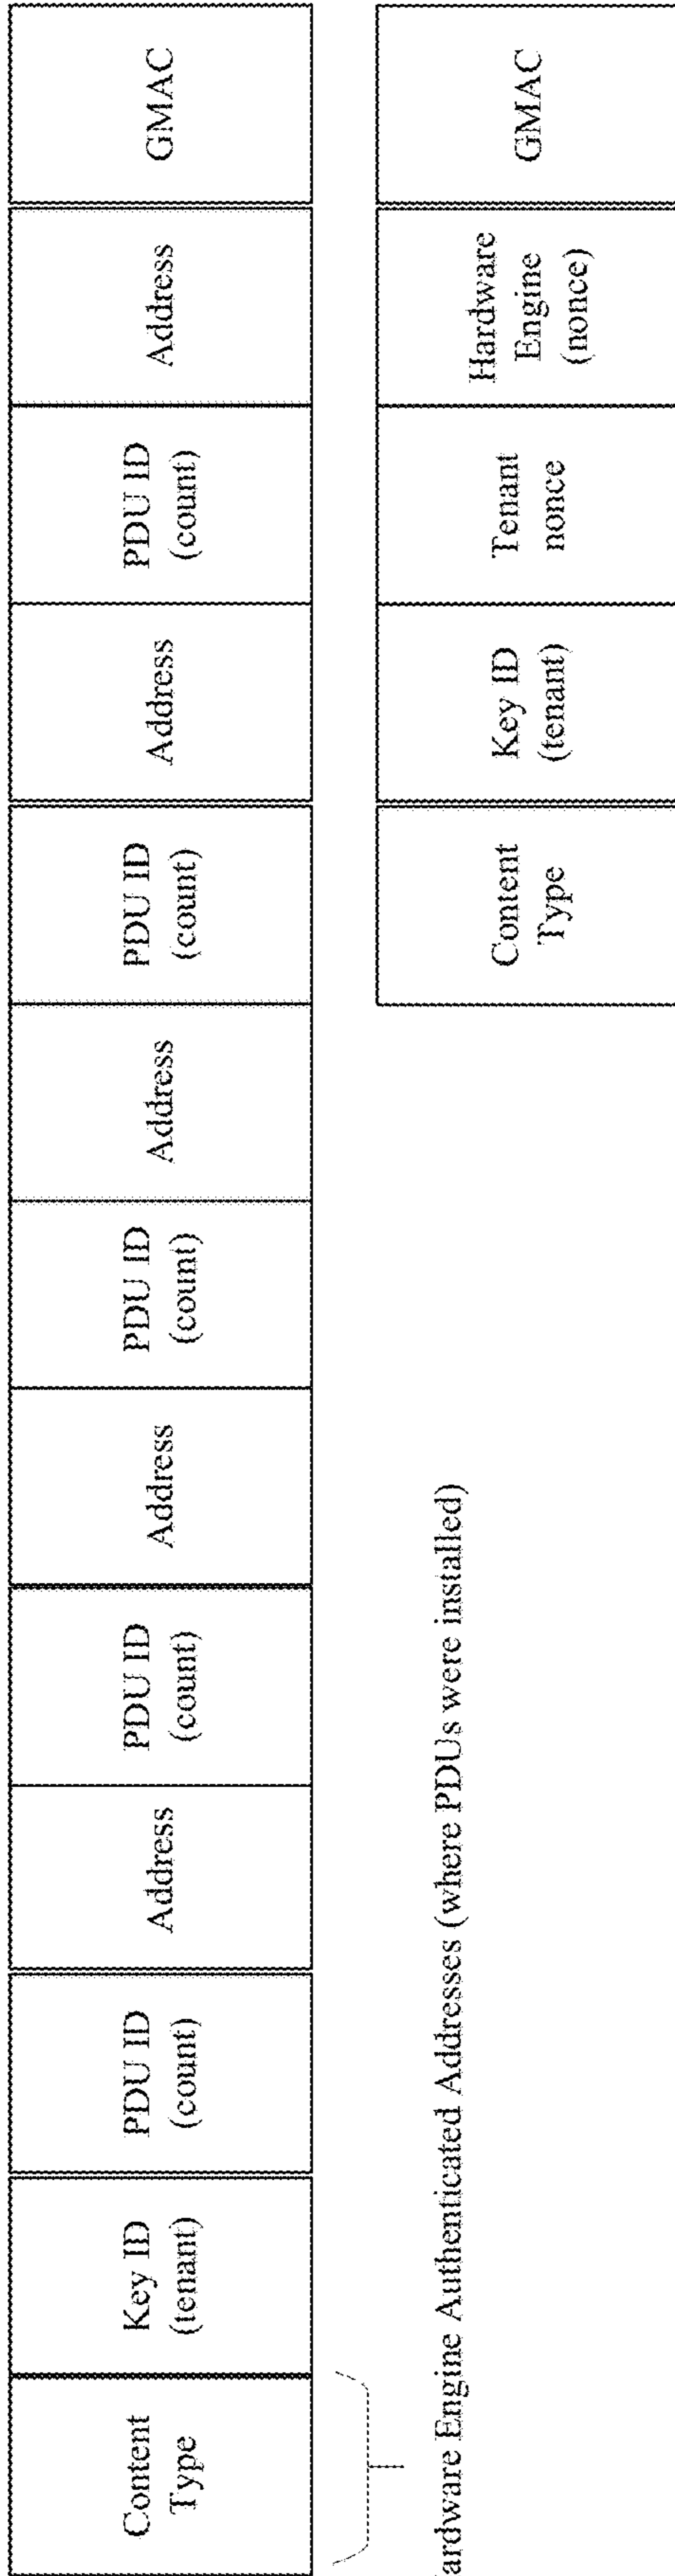 Content
Type
Key ID
(tenant)
PDU ID
(count)
Address
PDU ID
(count)
Address
PDU ID
(count)
Address
PDU ID
(count)
Address
PDU ID
(count)
Address
GMAC
ardware Engine Authenticated Addresses (where PDUs were installed)
Content
Type
Key ID
(tenant)
Tenant
nonce
Hardware
Engine
(nonce)
GMAC